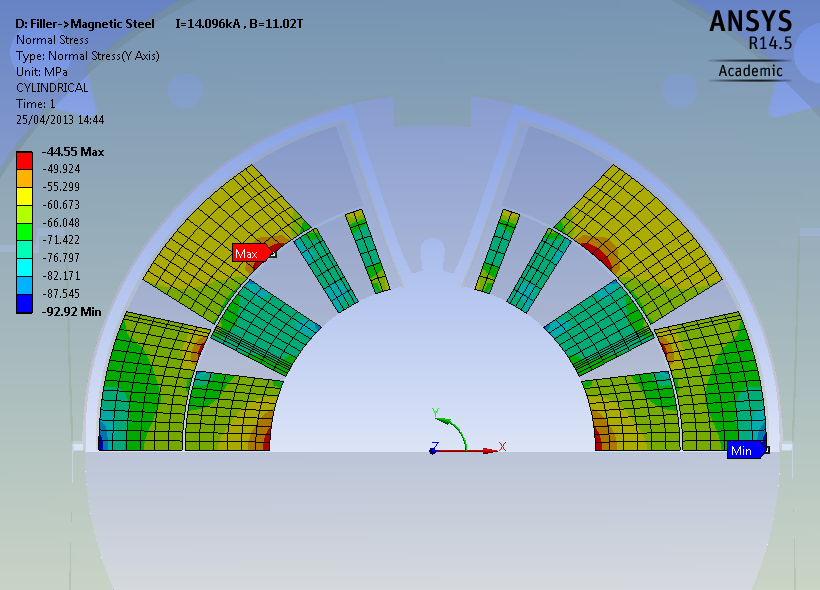 D: Filler->Magnetic Steel I=14.096kA , B=11.02T
Normal Stress
Type: Normal Stress(Y Axis)
Unit: MPa
CYLINDRICAL
Time: 1
25/04/2013 14:44
ANSYS
R14.5
Academic
-44.55 Max
-49.924
-55.299
-60.673
-66.048
-71.422
-76.797
-82.171
-87.545
-92.92 Min
Max
Min
Y
Z
X